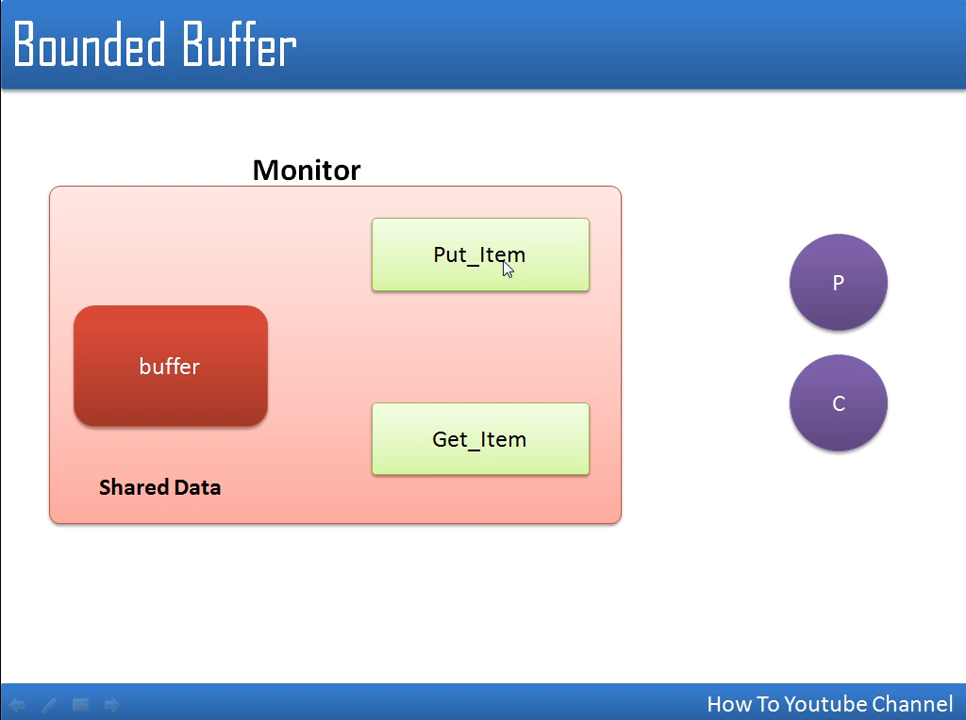 Bounded Buffer
Monitor
Put_Item
P
buffer
C
Get_Item
Shared Data
How To Youtube Channel